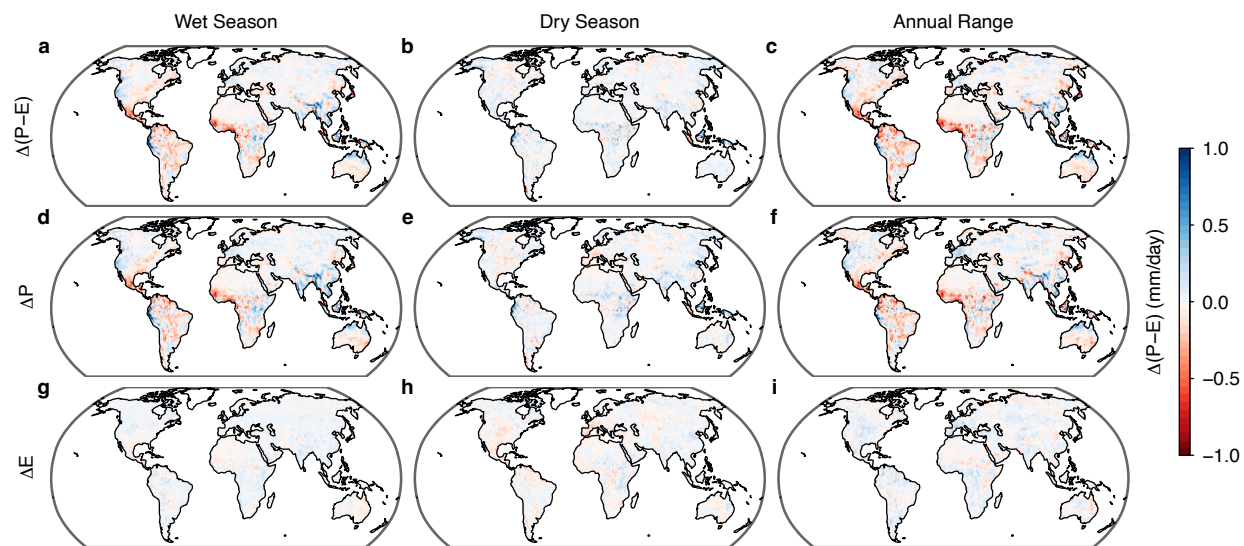 Wet Season
Dry Season
Annual Range
a
b
c
Δ(P−E)
d
e
f
ΔP
g
h
i
ΔE
1.0
0.5
0.0
−0.5
−1.0
Δ(P−E) (mm/day)